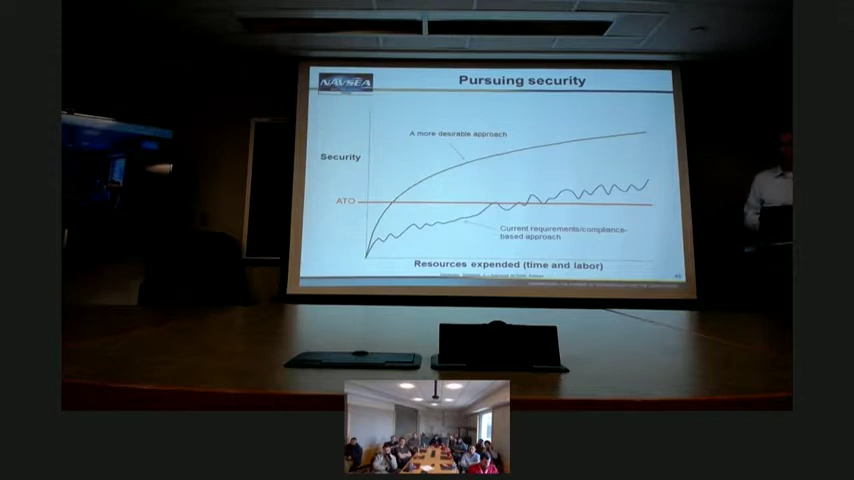 NAVSEA
Pursuing security
A more desirable approach
Security
ATO
Current requirements/compliance-
based approach
Resources expended (time and labor)